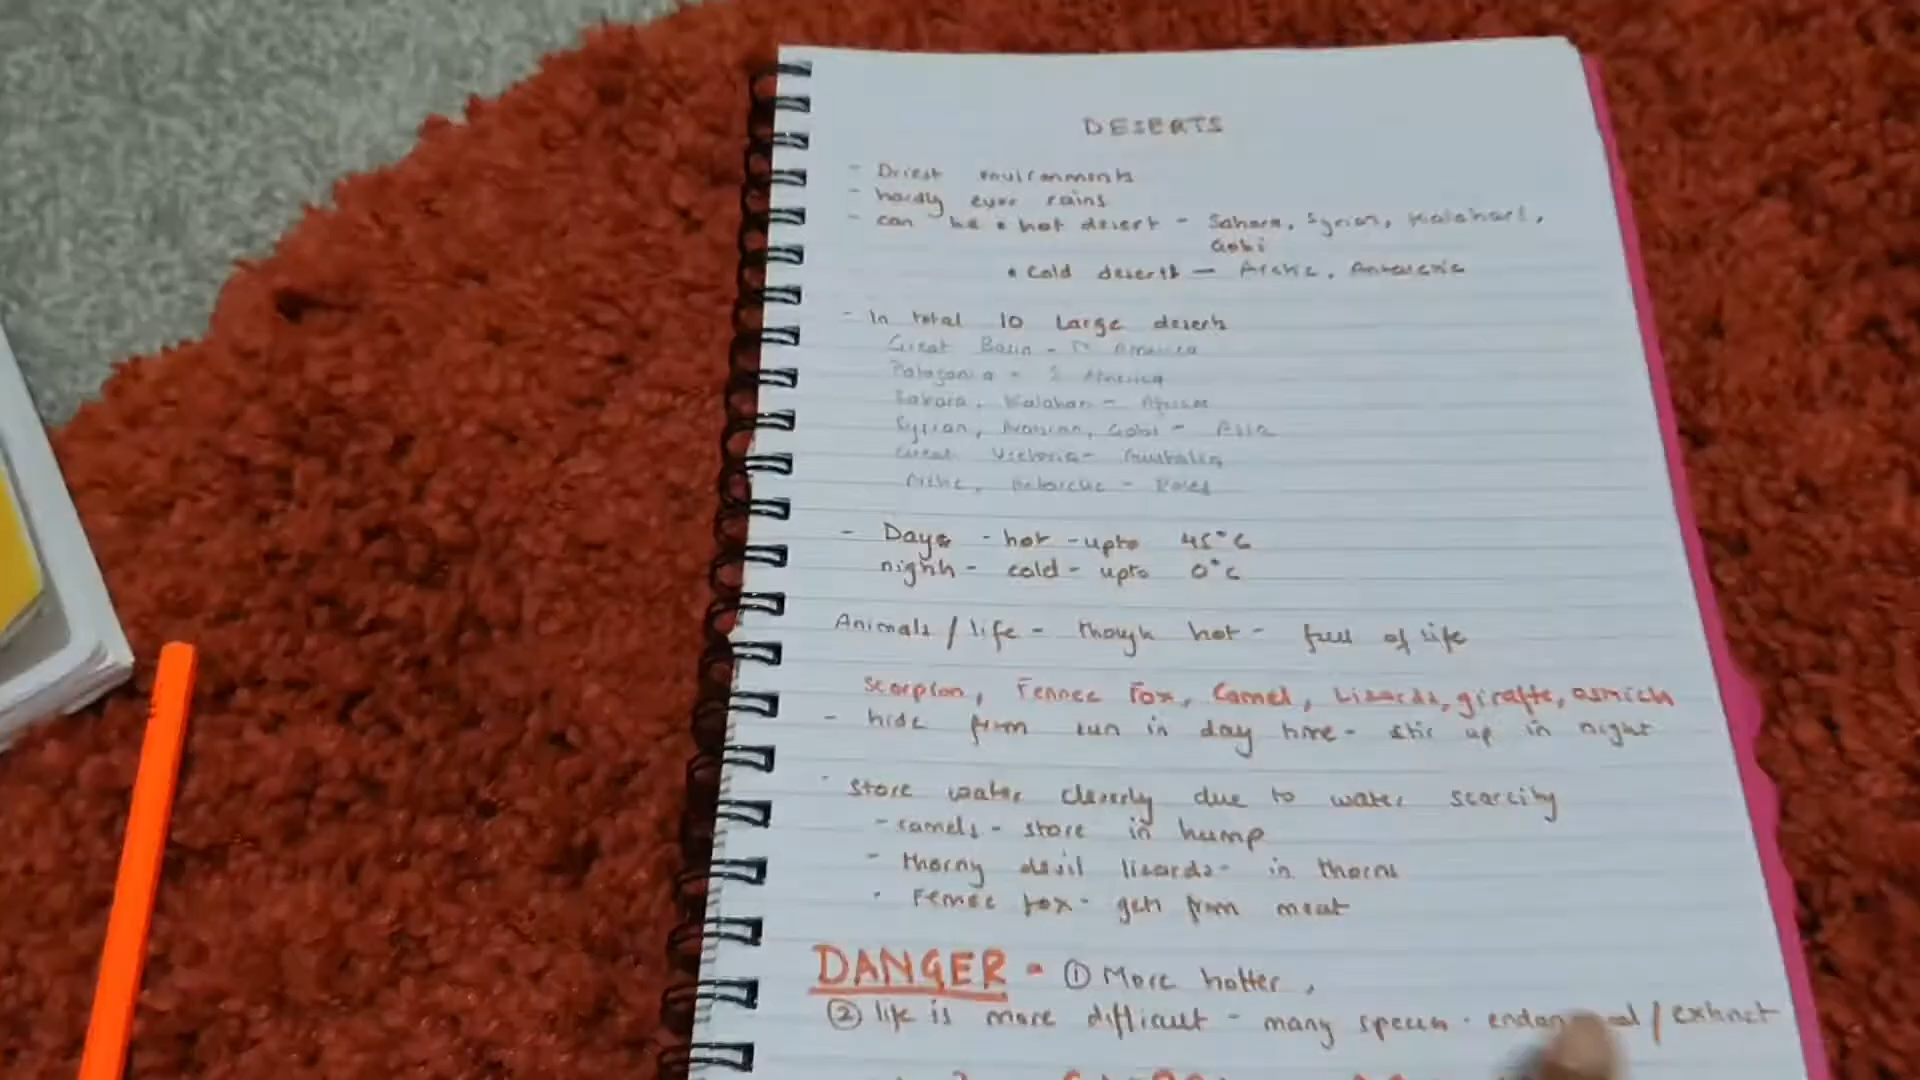 DESERTS
- Driest environments
- hardly ever rains
- can be • hot desert - Sahara, Syrian, Kalahari,
Gobi
• Cold deserts - Arctic, Antarctic
- In total 10 Large deserts
Great Basin - N America
Patagonia - S America
Sahara, Kalahari - African
Syrian, Arabian, Gobi - Asia
Great Victoria - Australia
Arctic, Antarctic - Poles
- Days - hot - upto 45°C
night - cold - upto 0°C
Animals / life - though hot - full of life
Scorpion, Fennec Fox, Camel, Lizards, giraffe, ostrich
- hide from sun in day time - stir up in night
- Store water cleverly due to water scarcity
- camels - store in hump
- thorny devil lizards - in thorns
- Fennec fox - gets from meat
DANGER - ① More hotter,
② life is more difficult - many species - / extinct